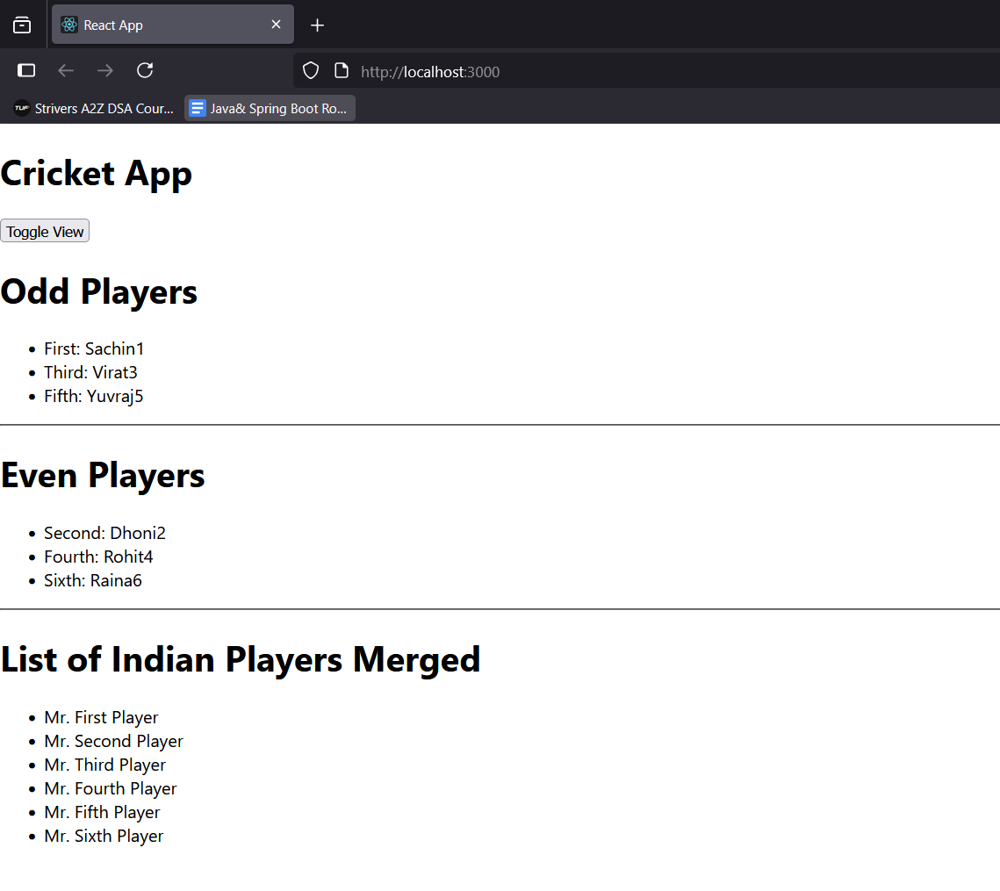 React App
http://localhost:3000
TUF Strivers A2Z DSA Cour... Java& Spring Boot Ro...
Cricket App
Toggle View
Odd Players
First: Sachin1
Third: Virat3
Fifth: Yuvraj5
Even Players
Second: Dhoni2
Fourth: Rohit4
Sixth: Raina6
List of Indian Players Merged
Mr. First Player
Mr. Second Player
Mr. Third Player
Mr. Fourth Player
Mr. Fifth Player
Mr. Sixth Player